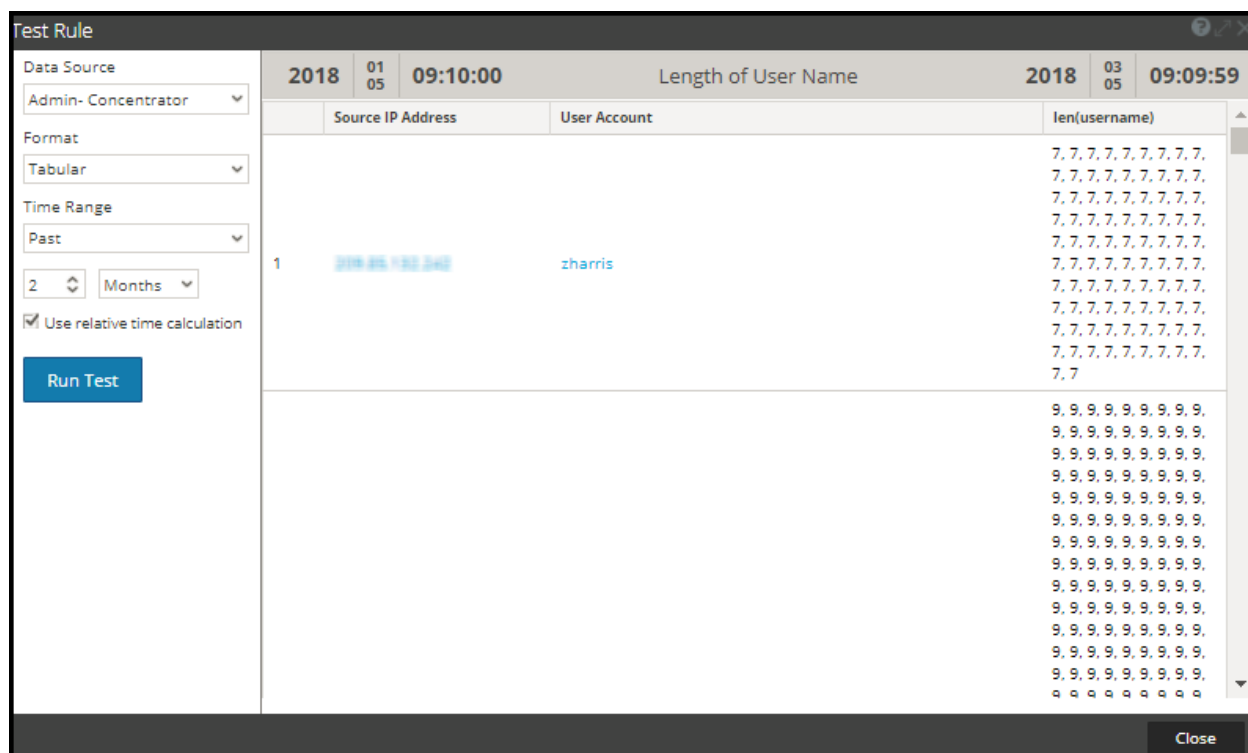 Test Rule
Data Source
Admin- Concentrator
Format
Tabular
Time Range
Past
2 Months
Use relative time calculation
Run Test
2018 01 05 09:10:00 Length of User Name 2018 03 05 09:09:59
Source IP Address User Account len(username)
7, 7, 7, 7, 7, 7, 7, 7, 7,
7, 7, 7, 7, 7, 7, 7, 7, 7,
7, 7, 7, 7, 7, 7, 7, 7, 7,
7, 7, 7, 7, 7, 7, 7, 7, 7,
7, 7, 7, 7, 7, 7, 7, 7, 7,
1 zharris 7, 7, 7, 7, 7, 7, 7, 7, 7,
7, 7, 7, 7, 7, 7, 7, 7, 7,
7, 7, 7, 7, 7, 7, 7, 7, 7,
7, 7, 7, 7, 7, 7, 7, 7, 7,
7, 7, 7, 7, 7, 7, 7, 7, 7,
7, 7
9, 9, 9, 9, 9, 9, 9, 9, 9,
9, 9, 9, 9, 9, 9, 9, 9, 9,
9, 9, 9, 9, 9, 9, 9, 9, 9,
9, 9, 9, 9, 9, 9, 9, 9, 9,
9, 9, 9, 9, 9, 9, 9, 9, 9,
9, 9, 9, 9, 9, 9, 9, 9, 9,
9, 9, 9, 9, 9, 9, 9, 9, 9,
9, 9, 9, 9, 9, 9, 9, 9, 9,
9, 9, 9, 9, 9, 9, 9, 9, 9,
9, 9, 9, 9, 9, 9, 9, 9, 9,
9, 9, 9, 9, 9, 9, 9, 9, 9,
9, 9, 9, 9, 9, 9, 9, 9, 9,
9, 9, 9, 9, 9, 9, 9, 9, 9,
Close